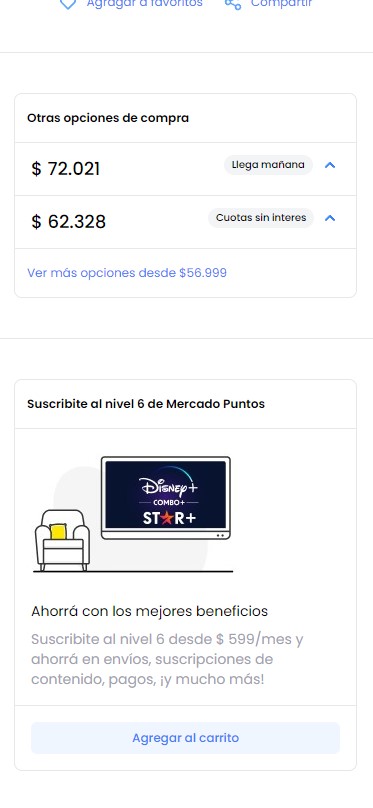 Agregar a favoritos Compartir
Otras opciones de compra
$ 72.021 Llega mañana
$ 62.328 Cuotas sin interes
Ver más opciones desde $56.999
Suscribite al nivel 6 de Mercado Puntos
Disney+
COMBO+
ST★R+
Ahorrá con los mejores beneficios
Suscribite al nivel 6 desde $ 599/mes y
ahorrá en envíos, suscripciones de
contenido, pagos, ¡y mucho más!
Agregar al carrito